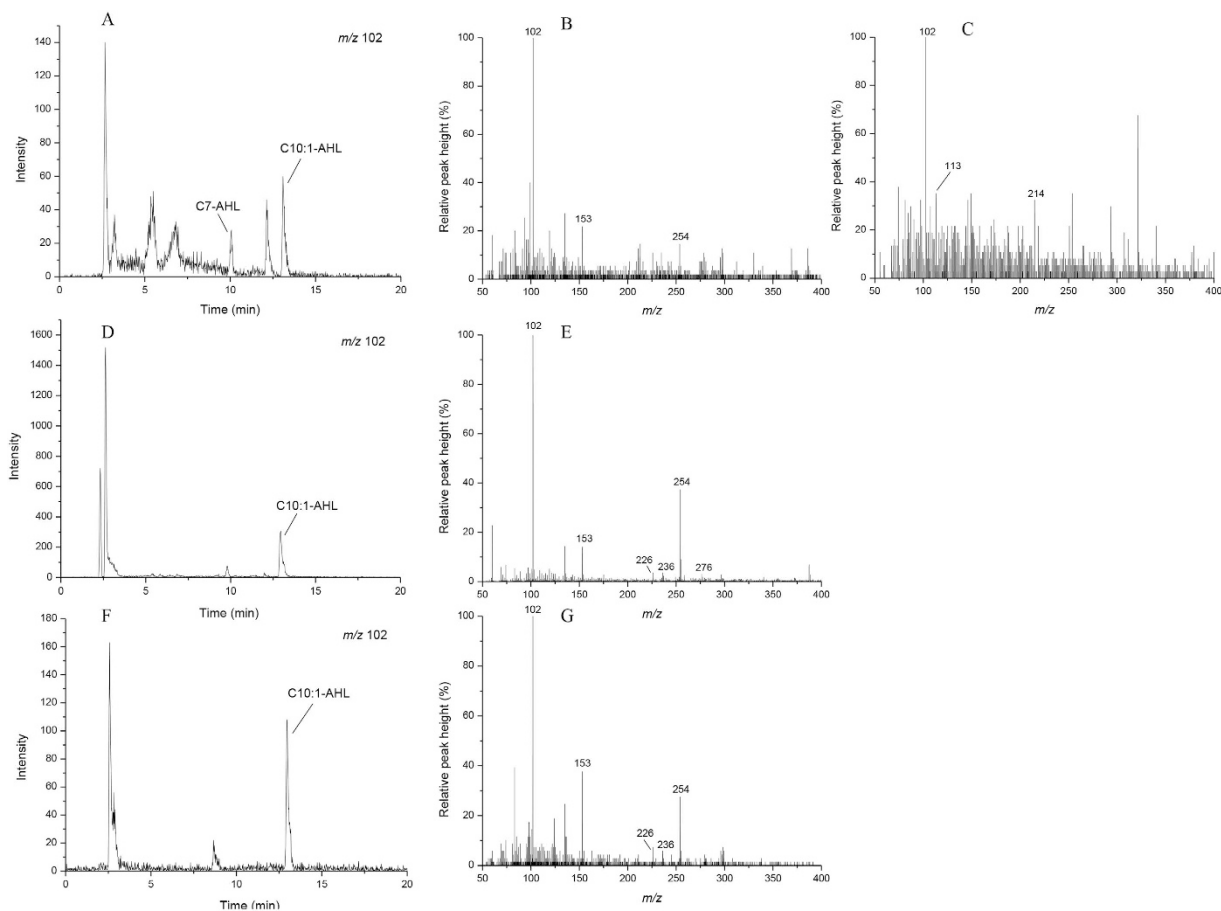 A
m/z 102
140
120
100
80
60
40
20
0
Intensity
C7-AHL
C10:1-AHL
0 5 10 15 20
Time (min)
B
102
153
254
100
80
60
40
20
0
Relative peak height (%)
50 100 150 200 250 300 350 400
m/z
C
102
113
214
100
80
60
40
20
0
Relative peak height (%)
50 100 150 200 250 300 350 400
m/z
D
m/z 102
1600
1400
1200
1000
800
600
400
200
0
Intensity
C10:1-AHL
0 5 10 15 20
Time (min)
E
102
153
226
236
254
276
100
80
60
40
20
0
Relative peak height (%)
50 100 150 200 250 300 350 400
m/z
F
m/z 102
180
160
140
120
100
80
60
40
20
0
Intensity
C10:1-AHL
0 5 10 15 20
Time (min)
G
102
153
226
236
254
100
80
60
40
20
0
Relative peak height (%)
50 100 150 200 250 300 350 400
m/z